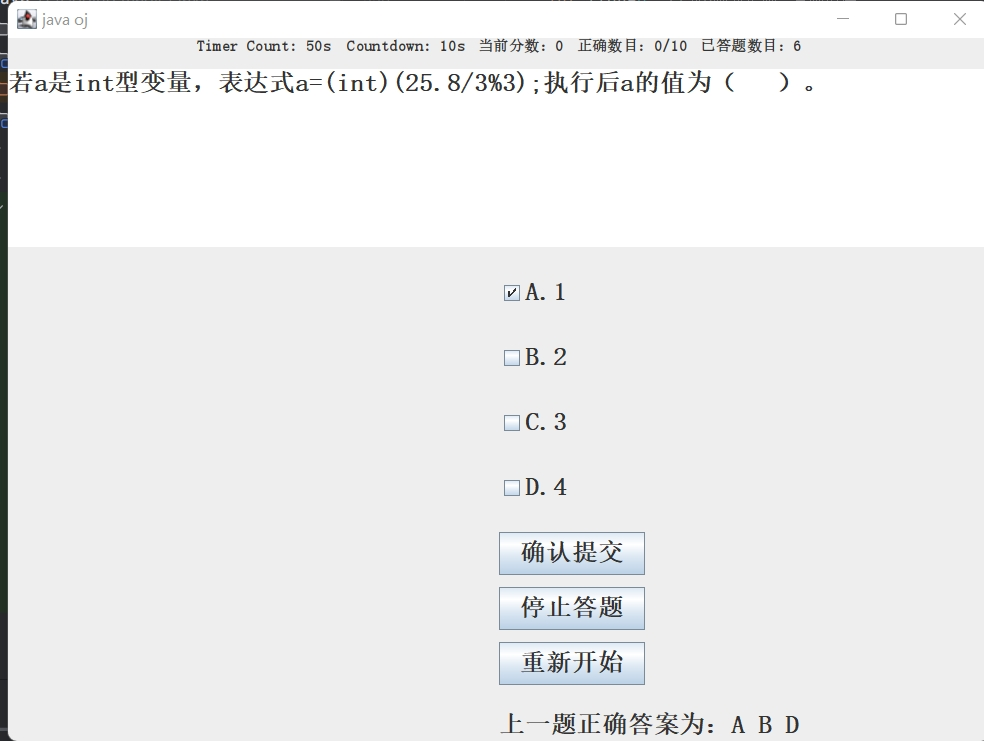 java oj
Timer Count: 50s Countdown: 10s 当前分数: 0 正确数目: 0/10 已答题数目: 6
若a是int型变量，表达式a=(int)(25.8/3%3);执行后a的值为（　　）。
A.1
B.2
C.3
D.4
确认提交
停止答题
重新开始
上一题正确答案为：A B D